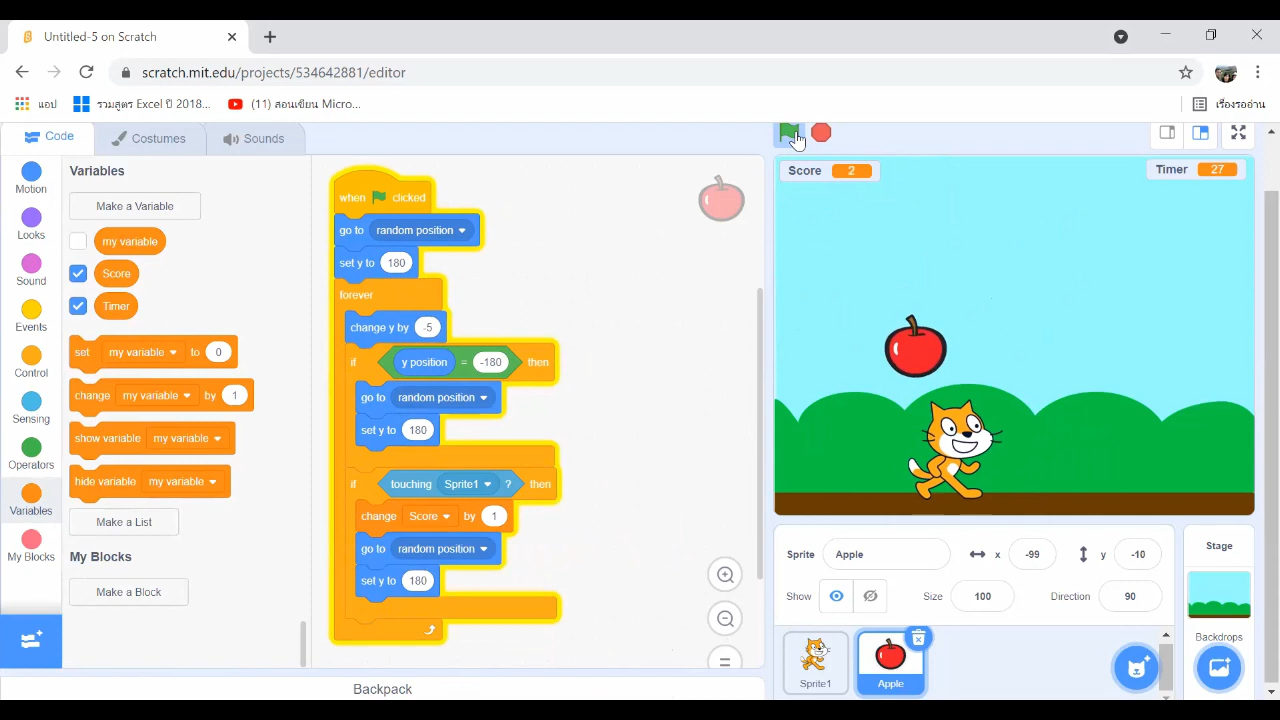 Untitled-5 on Scratch
scratch.mit.edu/projects/534642881/editor
แอป
รวมสูตร Excel ปี 2018...
(11) สอนเขียน Micro...
เรื่องรออ่าน
Code
Costumes
Sounds
Motion
Looks
Sound
Events
Control
Sensing
Operators
Variables
My Blocks
Variables
Make a Variable
my variable
Score
Timer
set my variable to 0
change my variable by 1
show variable my variable
hide variable my variable
Make a List
My Blocks
Make a Block
when clicked
go to random position
set y to 180
forever
change y by -5
if y position = -180 then
go to random position
set y to 180
if touching Sprite1 ? then
change Score by 1
go to random position
set y to 180
Backpack
Score 2
Timer 27
Sprite Apple x -99 y -10
Show Size 100 Direction 90
Sprite1
Apple
Stage
Backdrops